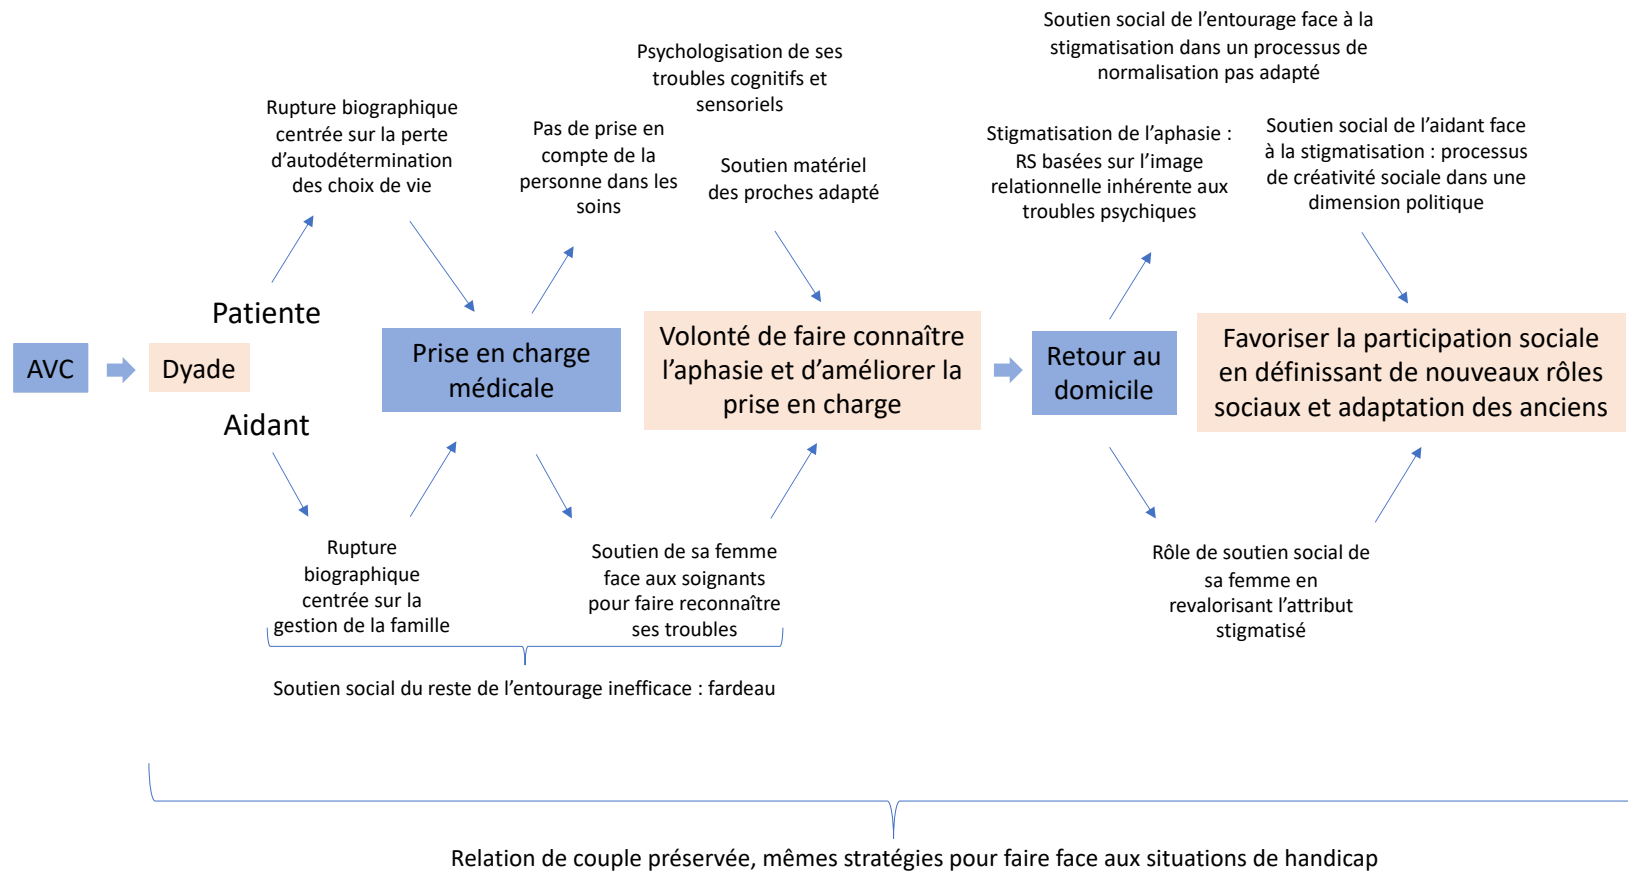 Soutien social de l’entourage face à la
stigmatisation dans un processus de
normalisation pas adapté
Psychologisation de ses
troubles cognitifs et
sensoriels
Rupture biographique
centrée sur la perte
d’autodétermination
des choix de vie
Pas de prise en
compte de la
personne dans les
soins
Soutien matériel
des proches adapté
Stigmatisation de l’aphasie :
RS basées sur l’image
relationnelle inhérente aux
troubles psychiques
Soutien social de l’aidant face
à la stigmatisation : processus
de créativité sociale dans une
dimension politique
Patiente
AVC
Dyade
Aidant
Prise en charge
médicale
Volonté de faire connaître
l’aphasie et d’améliorer la
prise en charge
Retour au
domicile
Favoriser la participation sociale
en définissant de nouveaux rôles
sociaux et adaptation des anciens
Rupture
biographique
centrée sur la
gestion de la famille
Soutien de sa femme
face aux soignants
pour faire reconnaître
ses troubles
Rôle de soutien social de
sa femme en
revalorisant l’attribut
stigmatisé
Soutien social du reste de l’entourage inefficace : fardeau
Relation de couple préservée, mêmes stratégies pour faire face aux situations de handicap